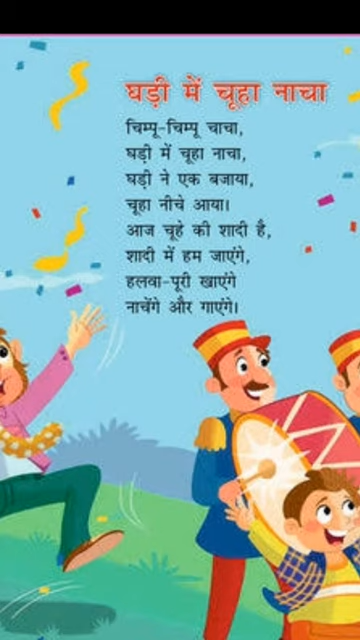 घड़ी में चूहा नाचा
चिम्पू-चिम्पू चाचा,
घड़ी में चूहा नाचा,
घड़ी ने एक बजाया,
चूहा नीचे आया।
आज चूहे की शादी है,
शादी में हम जाएंगे,
हलवा-पूरी खाएंगे
नाचेंगे और गाएंगे।